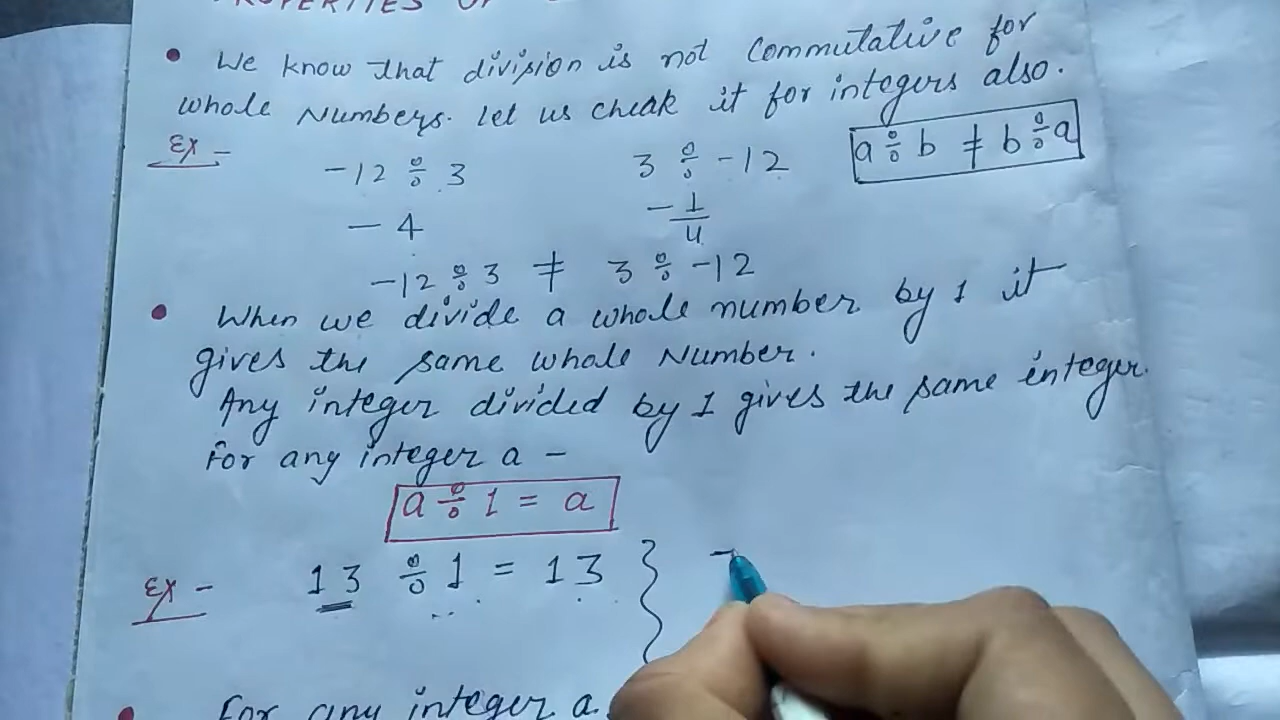 PROPERTIES OF
• We know that division is not Commutative for
whole Numbers. let us cheak it for integers also.
Ex - -12 ÷ 3 3 ÷ -12 a ÷ b ≠ b ÷ a
- 4 - 1/4
-12 ÷ 3 ≠ 3 ÷ -12
• When we divide a whole number by 1 it
gives the same whole Number.
Any integer divided by 1 gives the same integer.
For any integer a -
a ÷ 1 = a
Ex - 13 ÷ 1 = 13 } -
• For any integer a